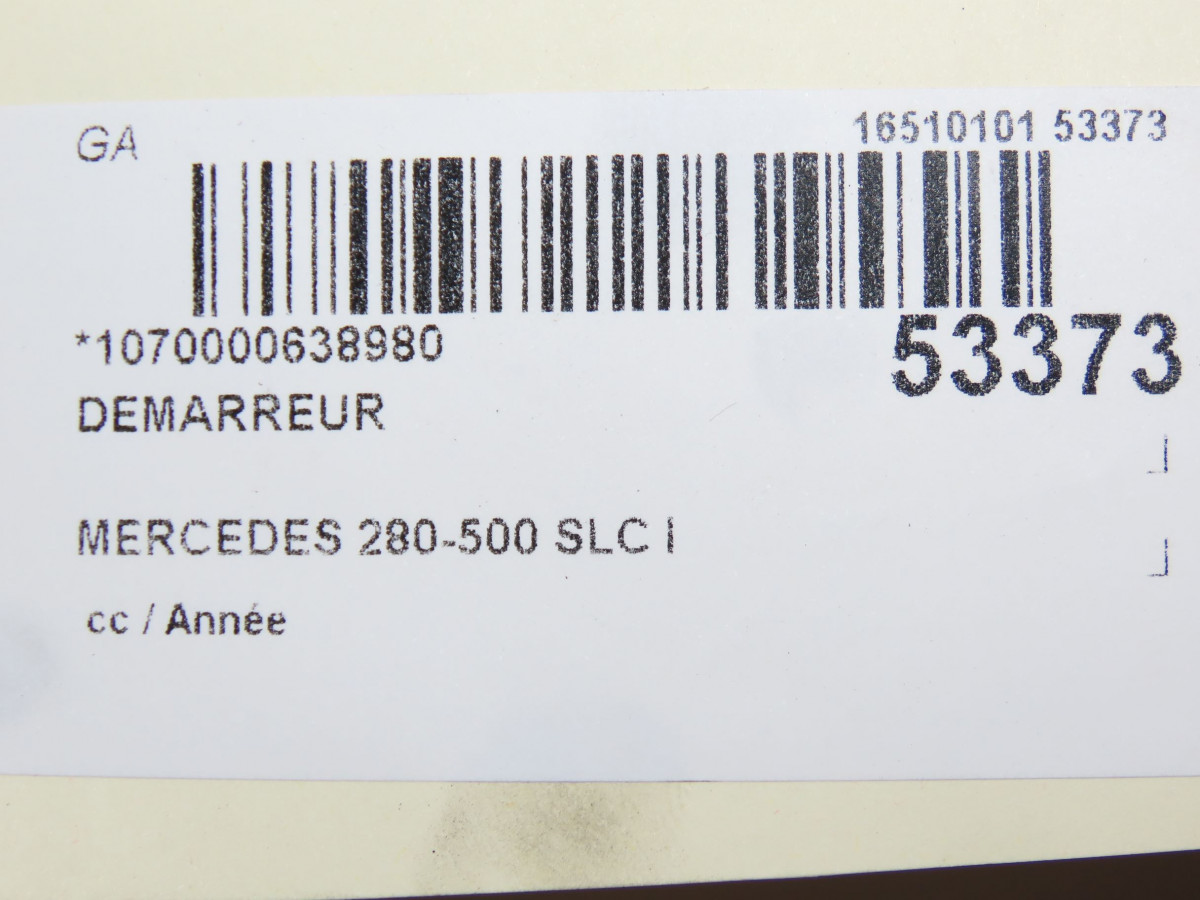 GA
16510101 53373
*1070000638980
53373
DEMARREUR
MERCEDES 280-500 SLC I
cc / Année